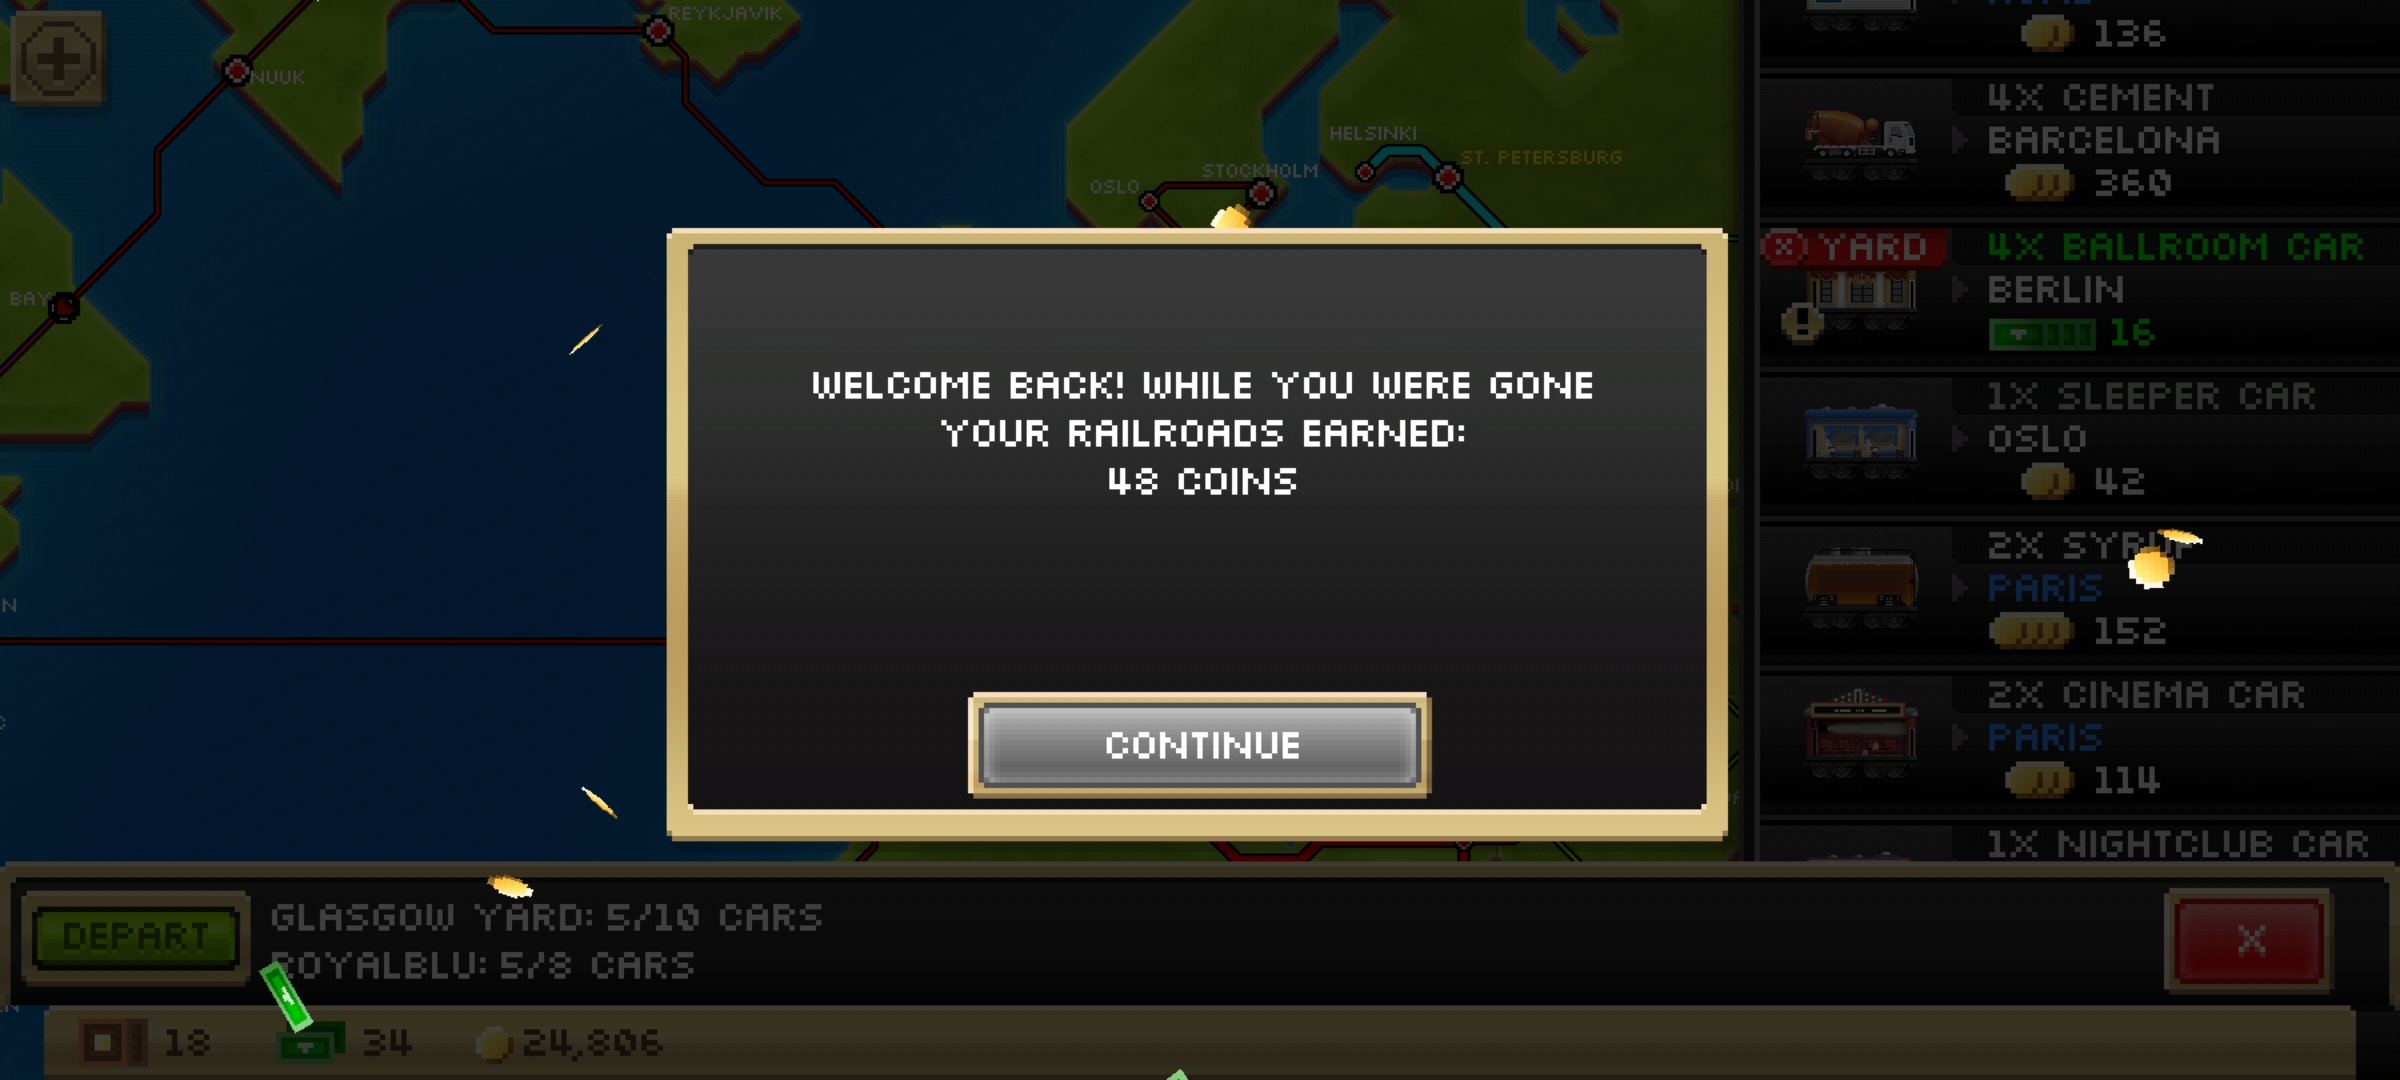 REYKJAVIK
NUUK
HELSINKI
ST. PETERSBURG
STOCKHOLM
OSLO
BAY
136
4X CEMENT
BARCELONA
360
X YARD
4X BALLROOM CAR
BERLIN
16
1X SLEEPER CAR
OSLO
42
2X SYRUP
PARIS
152
2X CINEMA CAR
PARIS
114
1X NIGHTCLUB CAR
WELCOME BACK! WHILE YOU WERE GONE
YOUR RAILROADS EARNED:
48 COINS
CONTINUE
DEPART
GLASGOW YARD: 5/10 CARS
ROYALBLU: 5/8 CARS
X
18
34
24,806